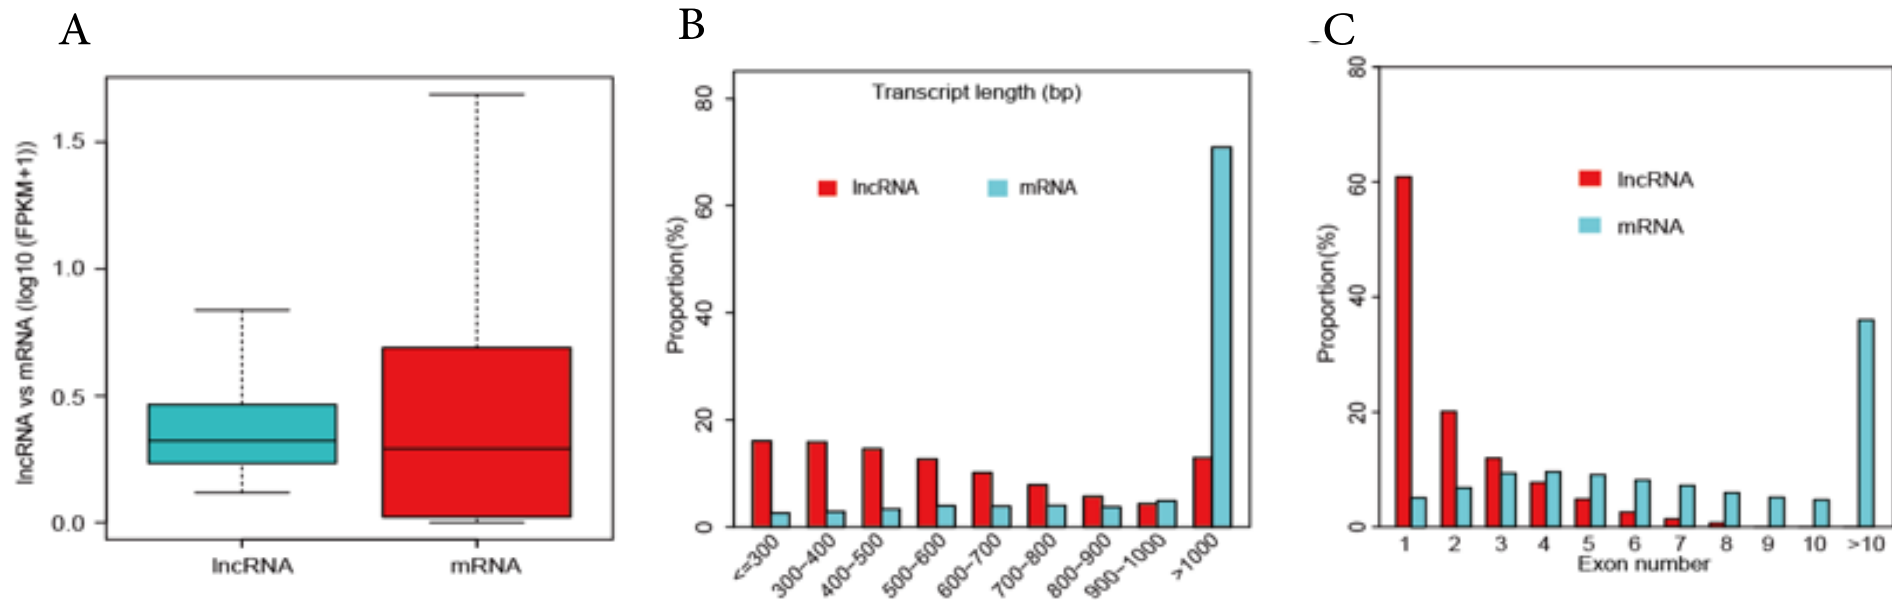 A
lncRNA vs mRNA (log10 (FPKM+1))
1.5
1.0
0.5
0.0
lncRNA mRNA
B
Transcript length (bp)
lncRNA mRNA
Proportion(%)
80
60
40
20
0
<=300 300-400 400-500 500-600 600-700 700-800 800-900 900-1000 >1000
C
Proportion(%)
80
60
40
20
0
lncRNA
mRNA
1 2 3 4 5 6 7 8 9 10 >10
Exon number